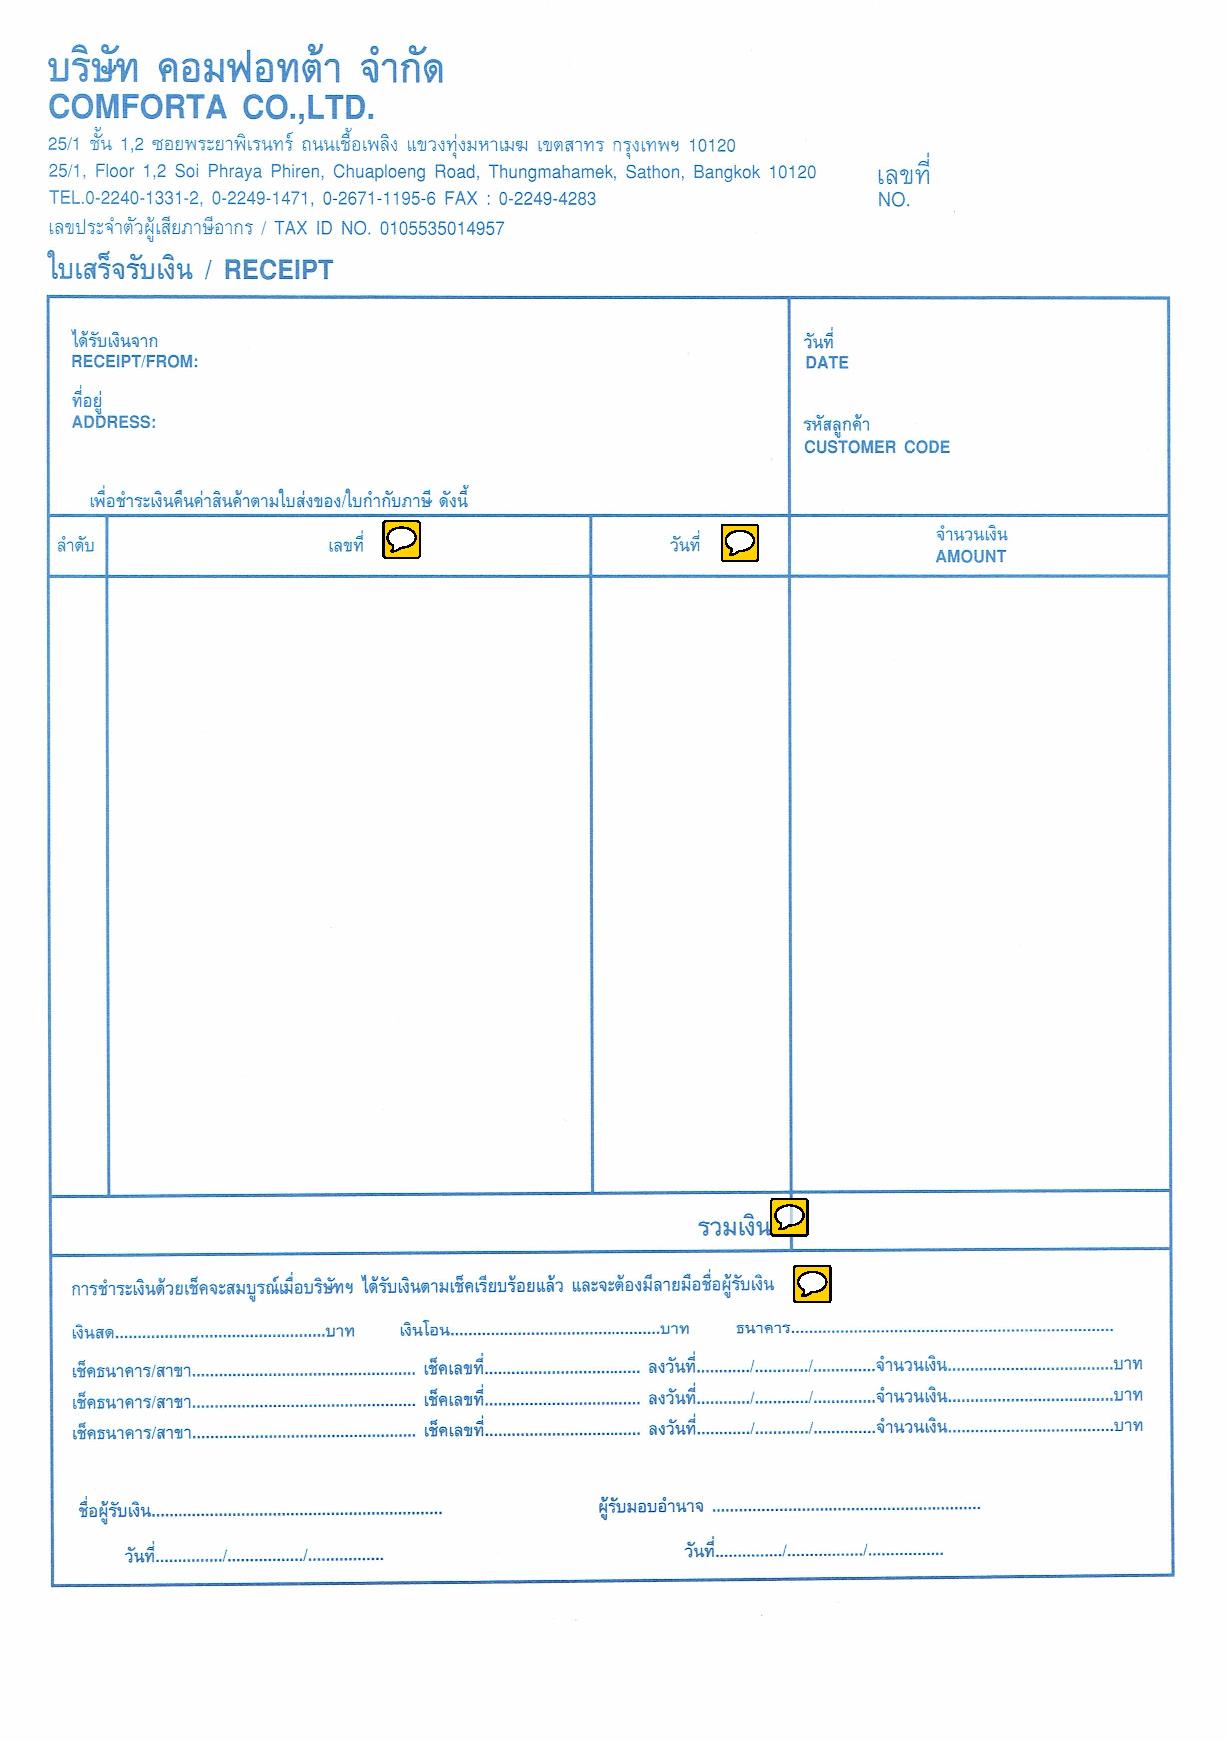 บริษัท คอมฟอทต้า จำกัด
COMFORTA CO.,LTD.
25/1 ชั้น 1,2 ซอยพระยาพิเรนทร์ ถนนเชื้อเพลิง แขวงทุ่งมหาเมฆ เขตสาทร กรุงเทพฯ 10120
25/1, Floor 1,2 Soi Phraya Phiren, Chuaploeng Road, Thungmahamek, Sathon, Bangkok 10120
TEL.0-2240-1331-2, 0-2249-1471, 0-2671-1195-6 FAX : 0-2249-4283
เลขที่
NO.
เลขประจำตัวผู้เสียภาษีอากร / TAX ID NO. 0105535014957
ใบเสร็จรับเงิน / RECEIPT
ได้รับเงินจาก
RECEIPT/FROM:
ที่อยู่
ADDRESS:
วันที่
DATE
รหัสลูกค้า
CUSTOMER CODE
เพื่อชำระเงินคืนค่าสินค้าตามใบส่งของ/ใบกำกับภาษี ดังนี้
ลำดับ เลขที่ วันที่ จำนวนเงิน
AMOUNT
รวมเงิน
การชำระเงินด้วยเช็คจะสมบูรณ์เมื่อบริษัทฯ ได้รับเงินตามเช็คเรียบร้อยแล้ว และจะต้องมีลายมือชื่อผู้รับเงิน
เงินสด...............................................บาท เงินโอน...............................................บาท ธนาคาร........................................................................
เช็คธนาคาร/สาขา.................................................. เช็คเลขที่................................... ลงวันที่............/............/..............จำนวนเงิน.....................................บาท
เช็คธนาคาร/สาขา.................................................. เช็คเลขที่................................... ลงวันที่............/............/..............จำนวนเงิน.....................................บาท
เช็คธนาคาร/สาขา.................................................. เช็คเลขที่................................... ลงวันที่............/............/..............จำนวนเงิน.....................................บาท
ชื่อผู้รับเงิน................................................................. ผู้รับมอบอำนาจ ............................................................
วันที่.............../................./................. วันที่.............../................./.................